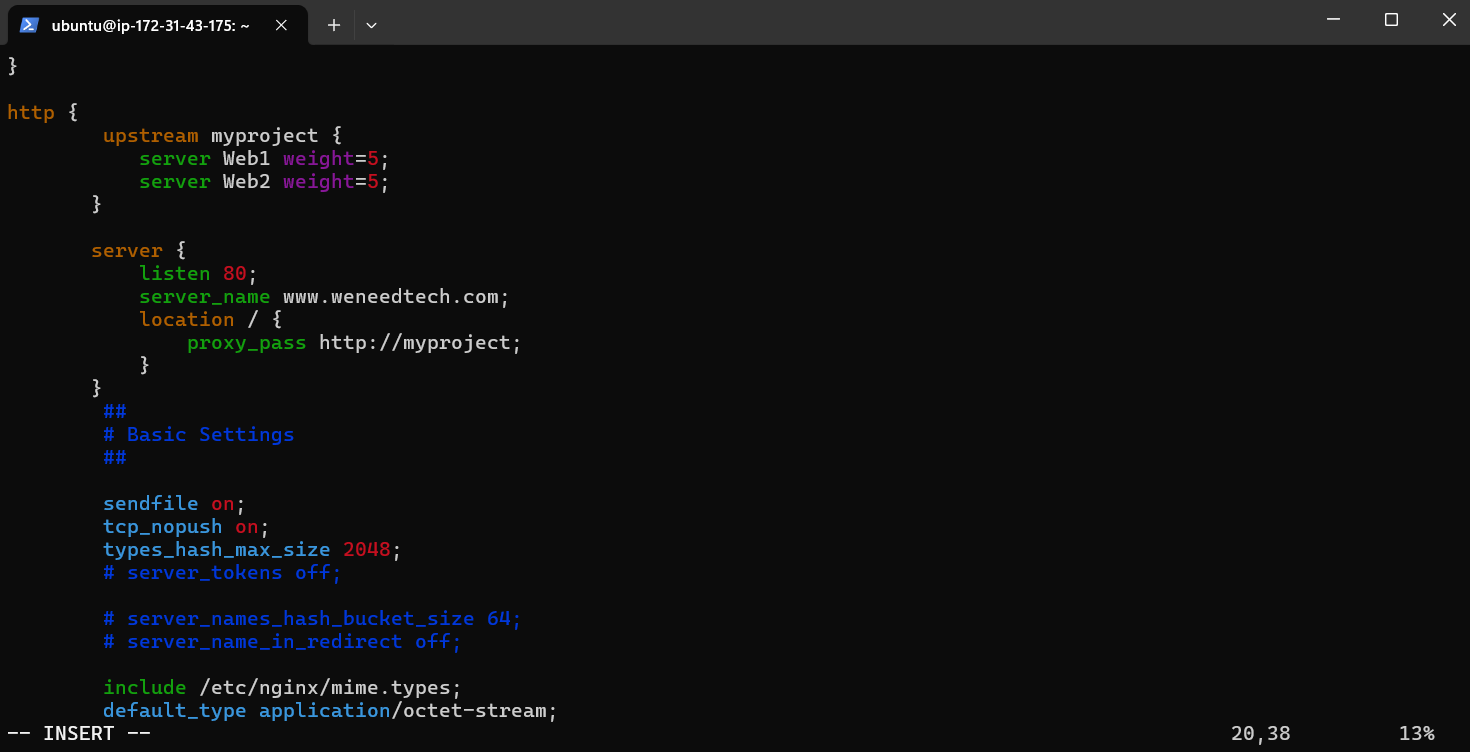 ubuntu@ip-172-31-43-175: ~
}
http {
upstream myproject {
server Web1 weight=5;
server Web2 weight=5;
}
server {
listen 80;
server_name www.weneedtech.com;
location / {
proxy_pass http://myproject;
}
}
##
# Basic Settings
##
sendfile on;
tcp_nopush on;
types_hash_max_size 2048;
# server_tokens off;
# server_names_hash_bucket_size 64;
# server_name_in_redirect off;
include /etc/nginx/mime.types;
default_type application/octet-stream;
-- INSERT -- 20,38 13%